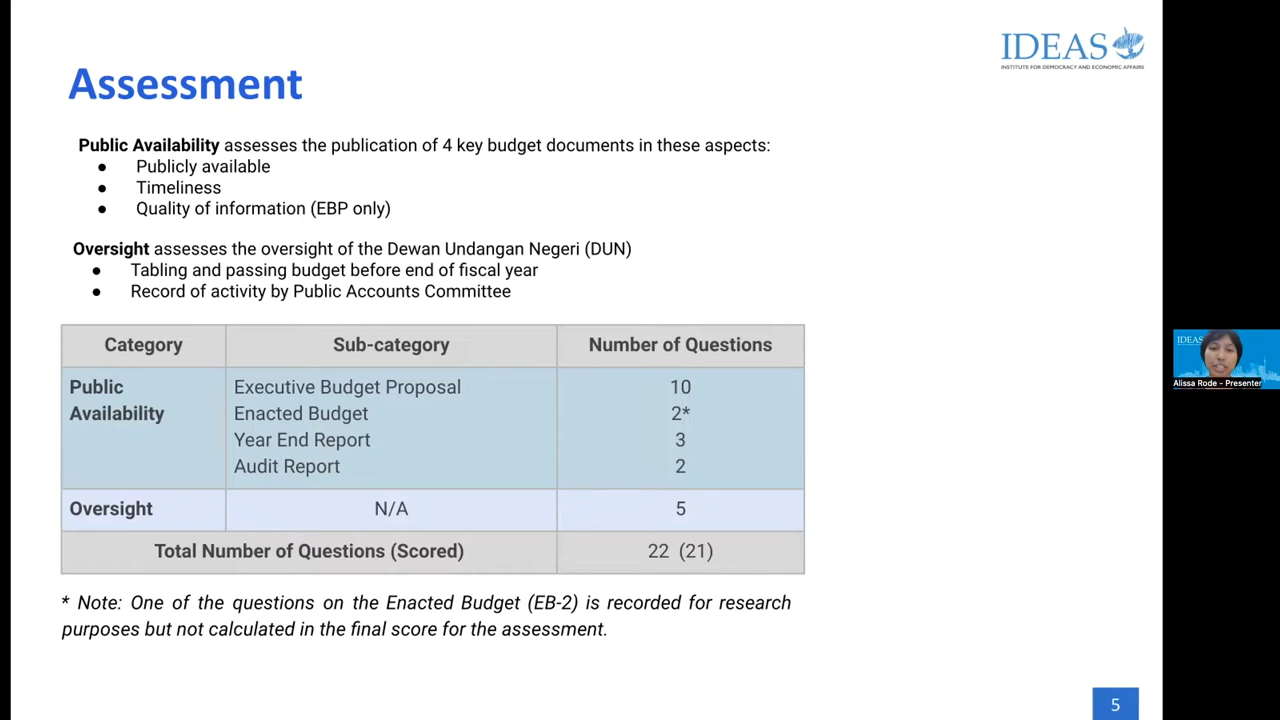 IDEAS
INSTITUTE FOR DEMOCRACY AND ECONOMIC AFFAIRS
Assessment
Public Availability assesses the publication of 4 key budget documents in these aspects:
● Publicly available
● Timeliness
● Quality of information (EBP only)
Oversight assesses the oversight of the Dewan Undangan Negeri (DUN)
● Tabling and passing budget before end of fiscal year
● Record of activity by Public Accounts Committee
Category Sub-category Number of Questions
Public Executive Budget Proposal 10
Availability Enacted Budget 2*
Year End Report 3
Audit Report 2
Oversight N/A 5
Total Number of Questions (Scored) 22 (21)
* Note: One of the questions on the Enacted Budget (EB-2) is recorded for research
purposes but not calculated in the final score for the assessment.
IDEAS
Alissa Rode - Presenter
5